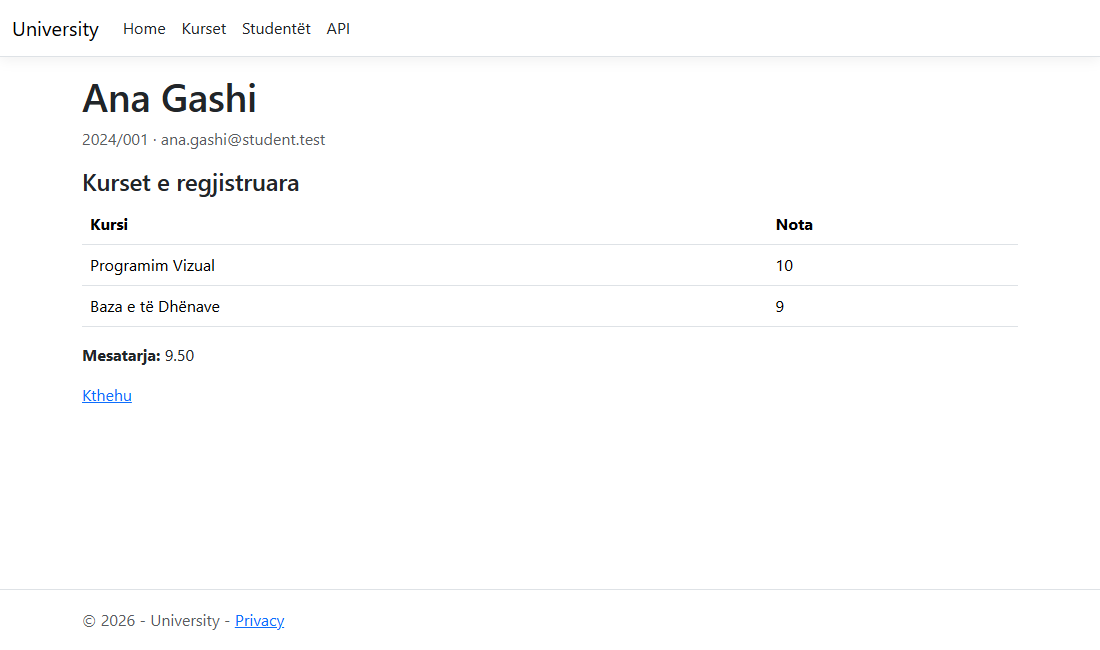 University Home Kurset Studentët API
Ana Gashi
2024/001 · ana.gashi@student.test
Kurset e regjistruara
Kursi Nota
Programim Vizual 10
Baza e të Dhënave 9
Mesatarja: 9.50
Kthehu
© 2026 - University - Privacy